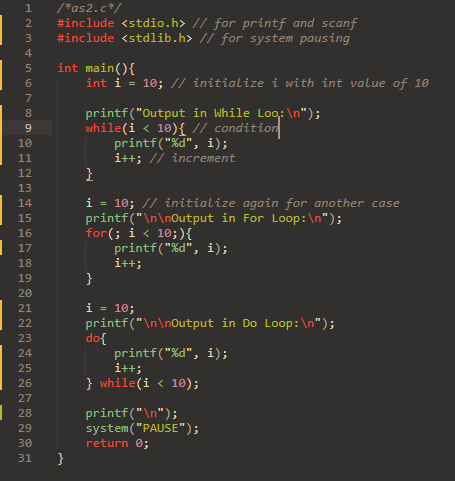 1 /*as2.c*/
2 #include <stdio.h> // for printf and scanf
3 #include <stdlib.h> // for system pausing
4
5 int main(){
6 int i = 10; // initialize i with int value of 10
7
8 printf("Output in While Loo:\n");
9 while(i < 10){ // condition
10 printf("%d", i);
11 i++; // increment
12 }
13
14 i = 10; // initialize again for another case
15 printf("\n\nOutput in For Loop:\n");
16 for(; i < 10;){
17 printf("%d", i);
18 i++;
19 }
20
21 i = 10;
22 printf("\n\nOutput in Do Loop:\n");
23 do{
24 printf("%d", i);
25 i++;
26 } while(i < 10);
27
28 printf("\n");
29 system("PAUSE");
30 return 0;
31 }